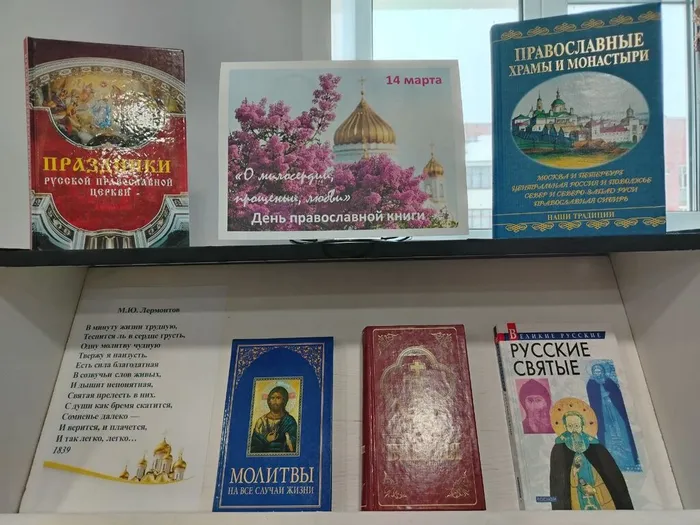 ПРАЗДНИКИ
РУССКОЙ ПРАВОСЛАВНОЙ
ЦЕРКВИ
14 марта
«О милосердии,
прощении, любви»
День православной книги
ПРАВОСЛАВНЫЕ
ХРАМЫ И МОНАСТЫРИ
МОСКВА И ПЕТЕРБУРГ
ЦЕНТРАЛЬНАЯ РОССИЯ И ПОВОЛЖЬЕ
СЕВЕР И СЕВЕРО-ЗАПАД РУСИ
ПРАВОСЛАВНАЯ СИБИРЬ
НАШИ ТРАДИЦИИ
М.Ю. Лермонтов
В минуту жизни трудную,
Теснится ль в сердце грусть,
Одну молитву чудную
Твержу я наизусть.
Есть сила благодатная
В созвучьи слов живых,
И дышит непонятная,
Святая прелесть в них.
С души как бремя скатится,
Сомненье далеко —
И верится, и плачется,
И так легко, легко…
1839
МОЛИТВЫ
НА ВСЕ СЛУЧАИ ЖИЗНИ
ВЕЛИКИЕ РУССКИЕ
РУССКИЕ
СВЯТЫЕ